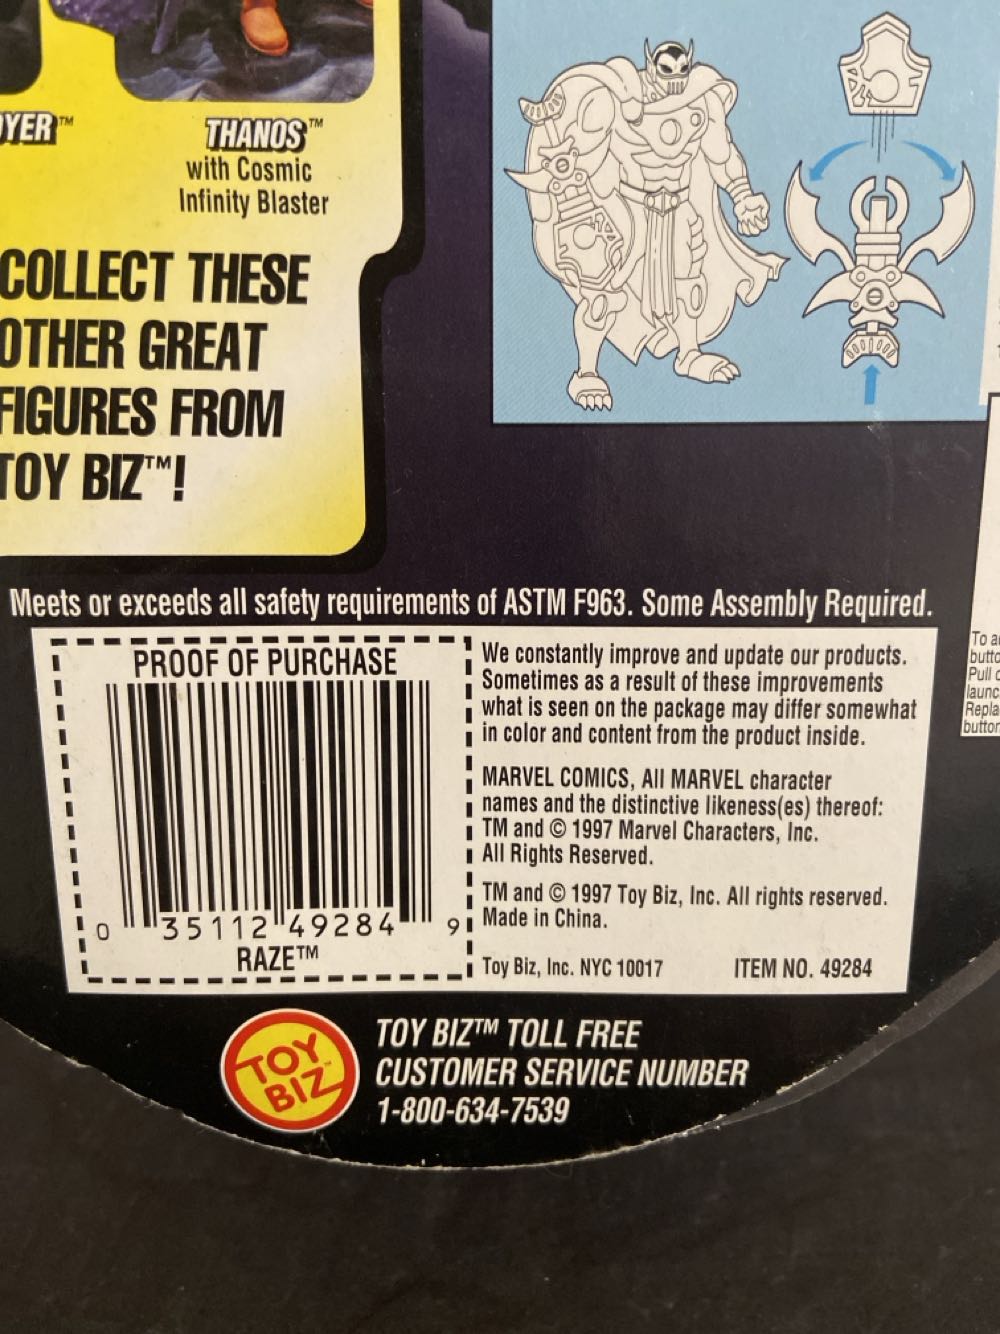 THANOS™
with Cosmic
Infinity Blaster
COLLECT THESE
OTHER GREAT
FIGURES FROM
TOY BIZ™!
Meets or exceeds all safety requirements of ASTM F963. Some Assembly Required.
PROOF OF PURCHASE
0 35112 49284 9
RAZE™
We constantly improve and update our products.
Sometimes as a result of these improvements
what is seen on the package may differ somewhat
in color and content from the product inside.
MARVEL COMICS, All MARVEL character
names and the distinctive likeness(es) thereof:
TM and © 1997 Marvel Characters, Inc.
All Rights Reserved.
TM and © 1997 Toy Biz, Inc. All rights reserved.
Made in China.
Toy Biz, Inc. NYC 10017 ITEM NO. 49284
To
Pull
TOY BIZ™
TOY BIZ™ TOLL FREE
CUSTOMER SERVICE NUMBER
1-800-634-7539